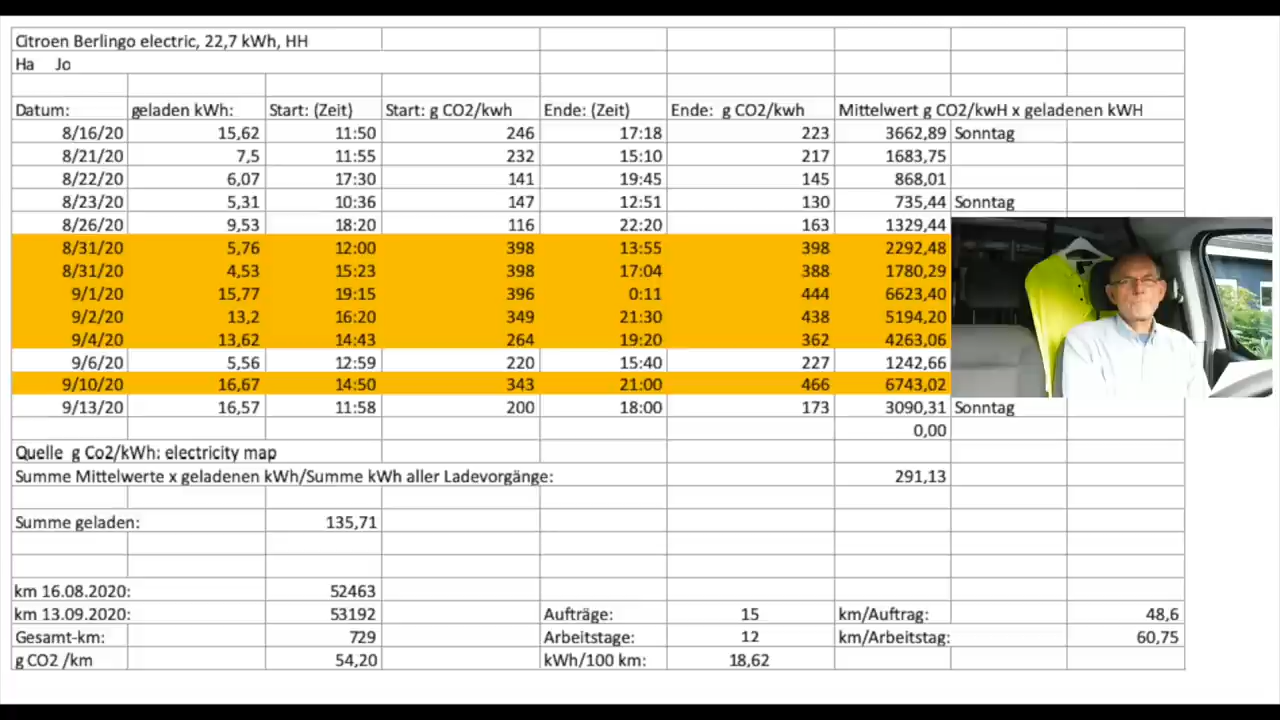 Citroen Berlingo electric, 22,7 kWh, HH
Ha Jo
Datum: geladen kWh: Start: (Zeit) Start: g CO2/kwh Ende: (Zeit) Ende: g CO2/kwh Mittelwert g CO2/kwH x geladenen kWH
8/16/20 15,62 11:50 246 17:18 223 3662,89 Sonntag
8/21/20 7,5 11:55 232 15:10 217 1683,75
8/22/20 6,07 17:30 141 19:45 145 868,01
8/23/20 5,31 10:36 147 12:51 130 735,44 Sonntag
8/26/20 9,53 18:20 116 22:20 163 1329,44
8/31/20 5,76 12:00 398 13:55 398 2292,48
8/31/20 4,53 15:23 398 17:04 388 1780,29
9/1/20 15,77 19:15 396 0:11 444 6623,40
9/2/20 13,2 16:20 349 21:30 438 5194,20
9/4/20 13,62 14:43 264 19:20 362 4263,06
9/6/20 5,56 12:59 220 15:40 227 1242,66
9/10/20 16,67 14:50 343 21:00 466 6743,02
9/13/20 16,57 11:58 200 18:00 173 3090,31 Sonntag
0,00
Quelle g Co2/kWh: electricity map
Summe Mittelwerte x geladenen kWh/Summe kWh aller Ladevorgänge: 291,13
Summe geladen: 135,71
km 16.08.2020: 52463
km 13.09.2020: 53192 Aufträge: 15 km/Auftrag: 48,6
Gesamt-km: 729 Arbeitstage: 12 km/Arbeitstag: 60,75
g CO2 /km 54,20 kWh/100 km: 18,62